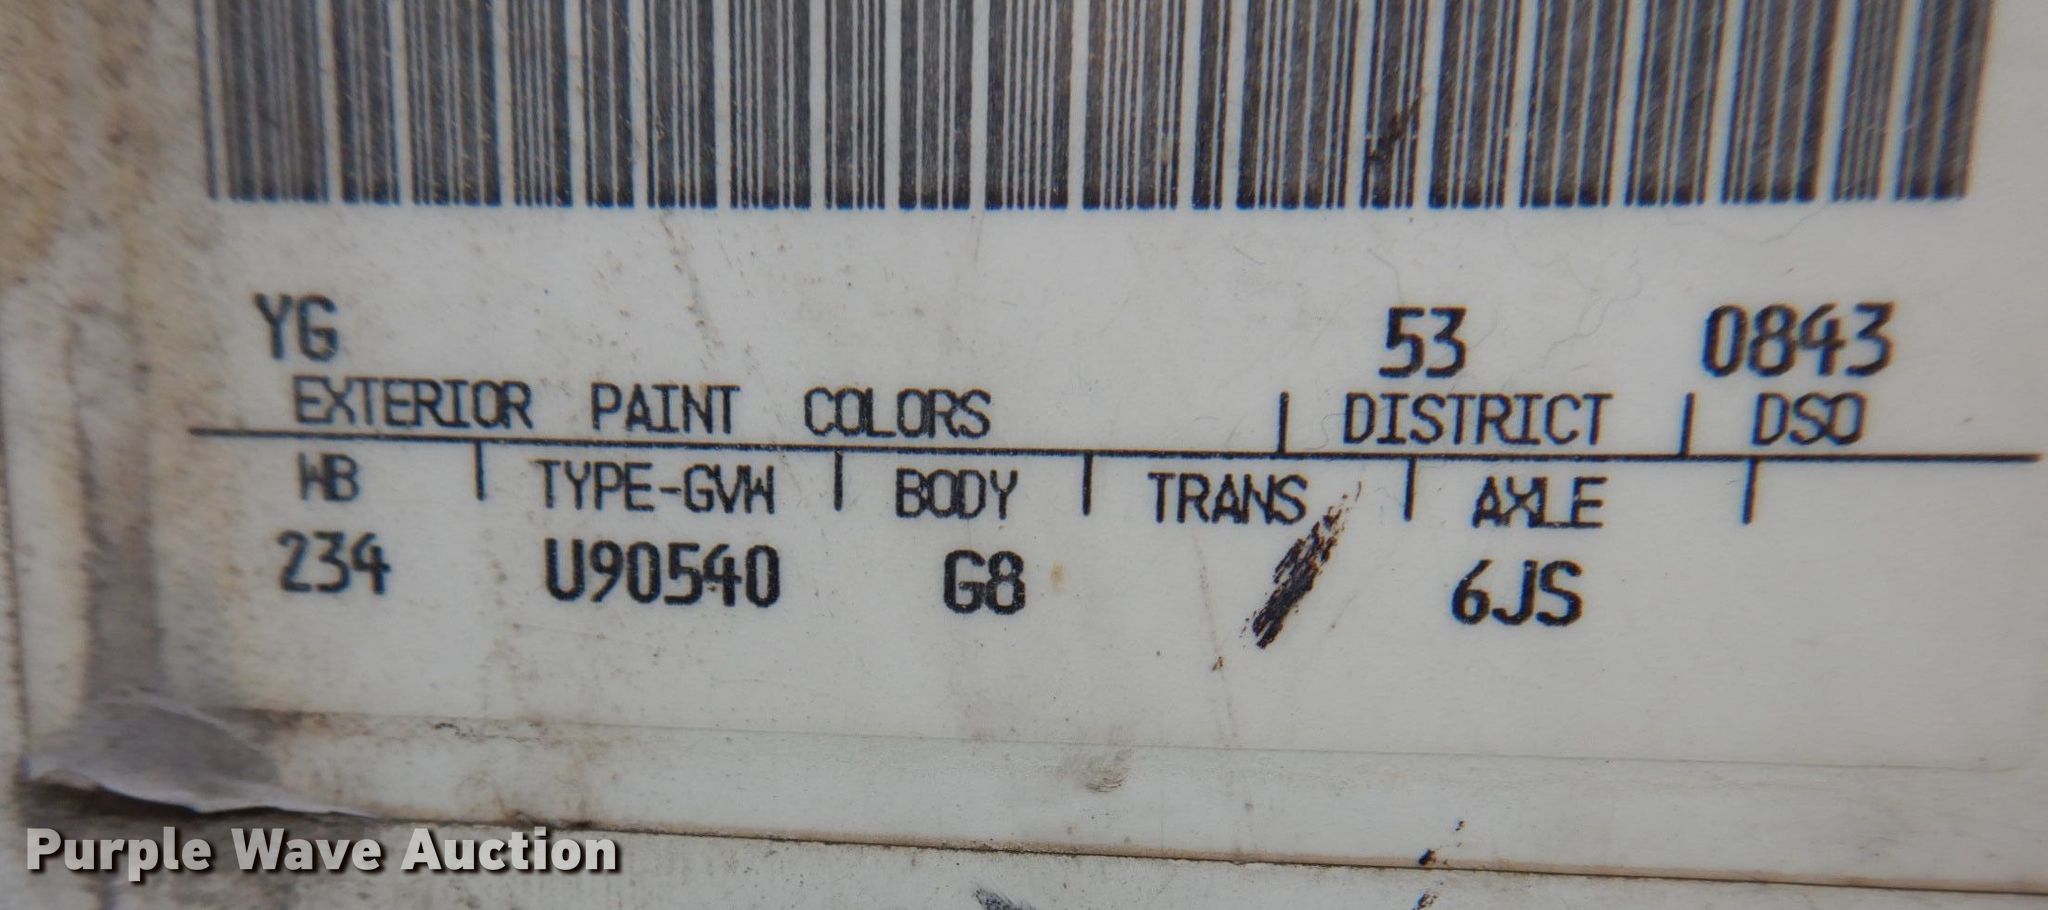 YG 53 0843
EXTERIOR PAINT COLORS | DISTRICT | DSO
WB | TYPE-GVW | BODY | TRANS | AXLE |
234 U90540 G8 6JS
Purple Wave Auction